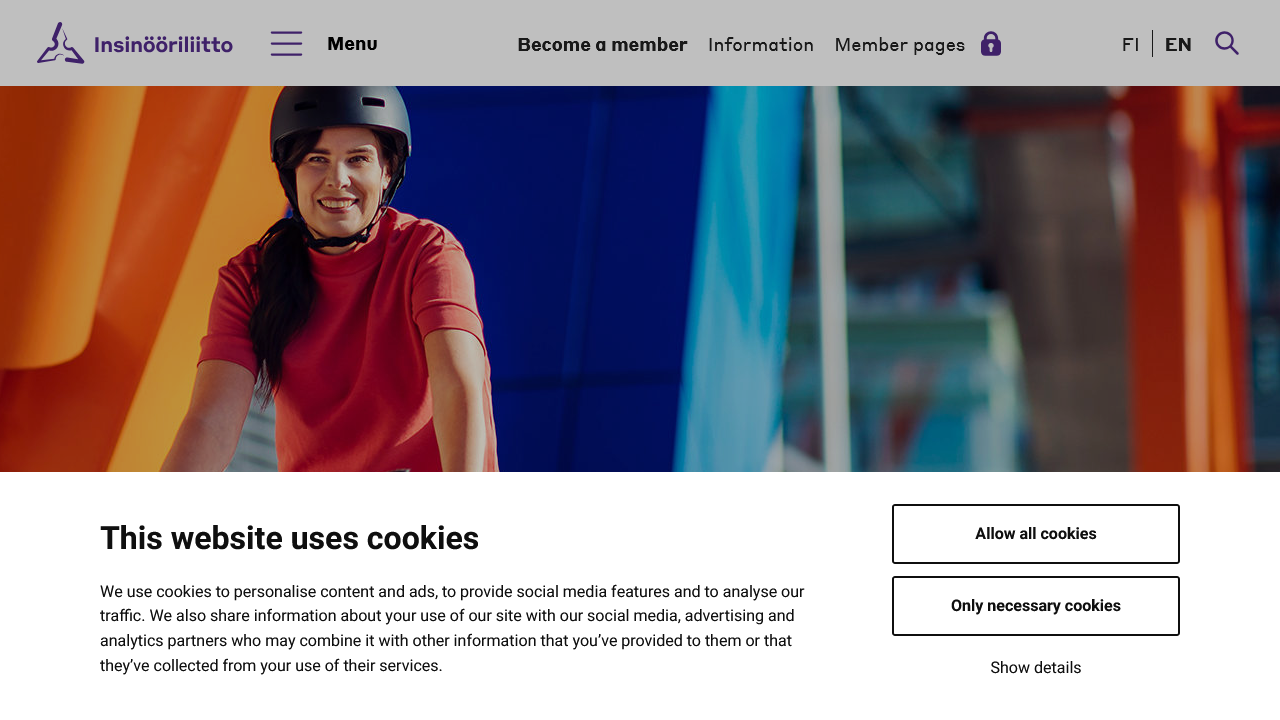 Insinööriliitto
Menu
Become a member
Information
Member pages
FI
EN
This website uses cookies
We use cookies to personalise content and ads, to provide social media features and to analyse our
traffic. We also share information about your use of our site with our social media, advertising and
analytics partners who may combine it with other information that you’ve provided to them or that
they’ve collected from your use of their services.
Allow all cookies
Only necessary cookies
Show details